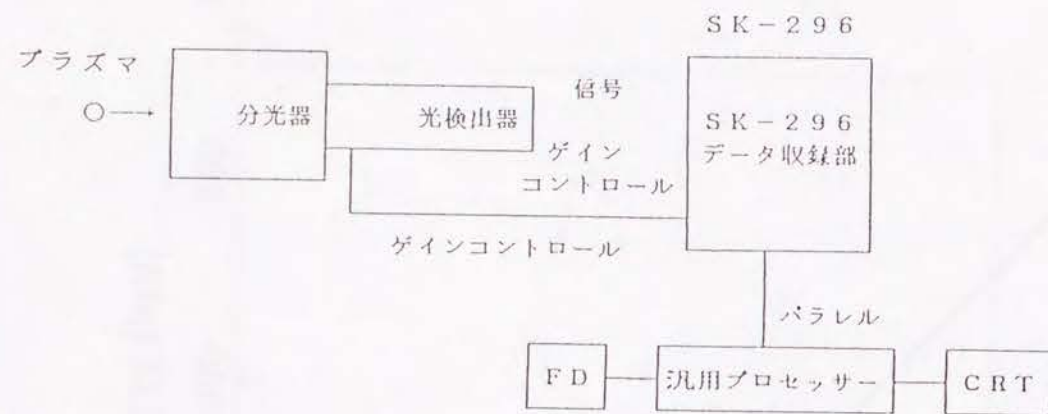 SK-296
プラズマ
分光器
光検出器
信号
SK-296
データ収録部
ゲイン
コントロール
ゲインコントロール
パラレル
FD
汎用プロセッサー
CRT